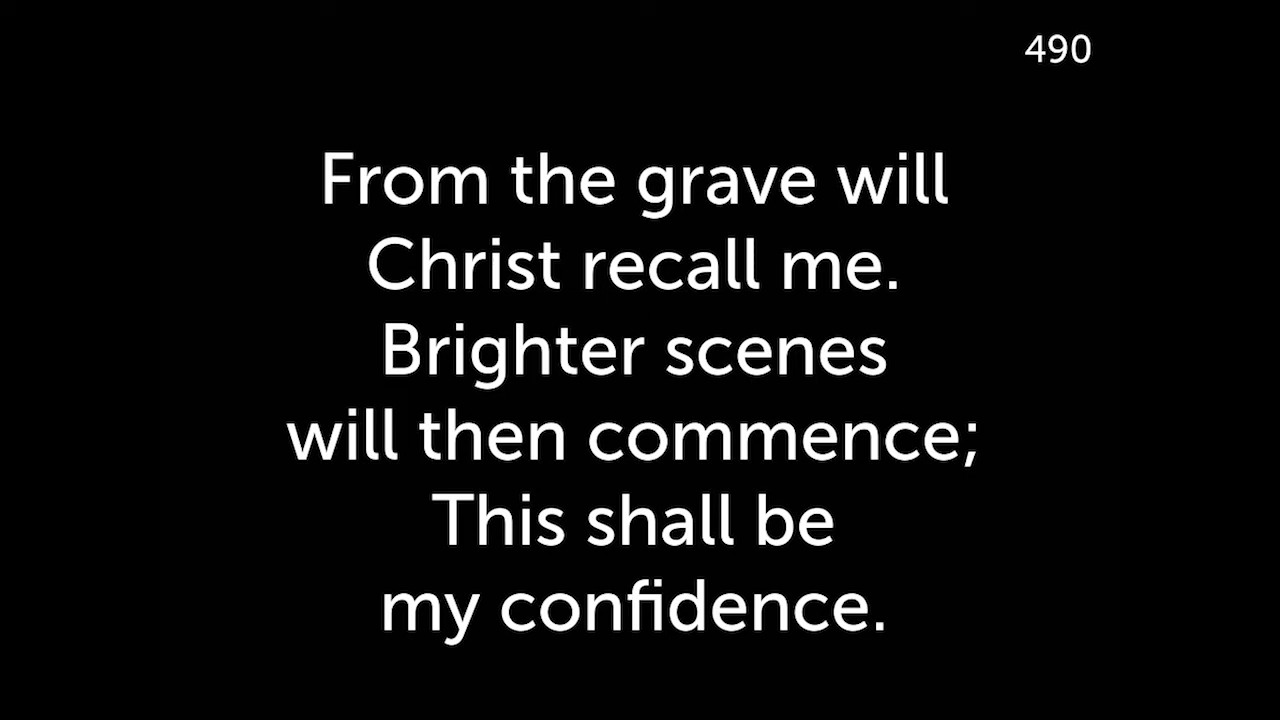 490
From the grave will
Christ recall me.
Brighter scenes
will then commence;
This shall be
my confidence.